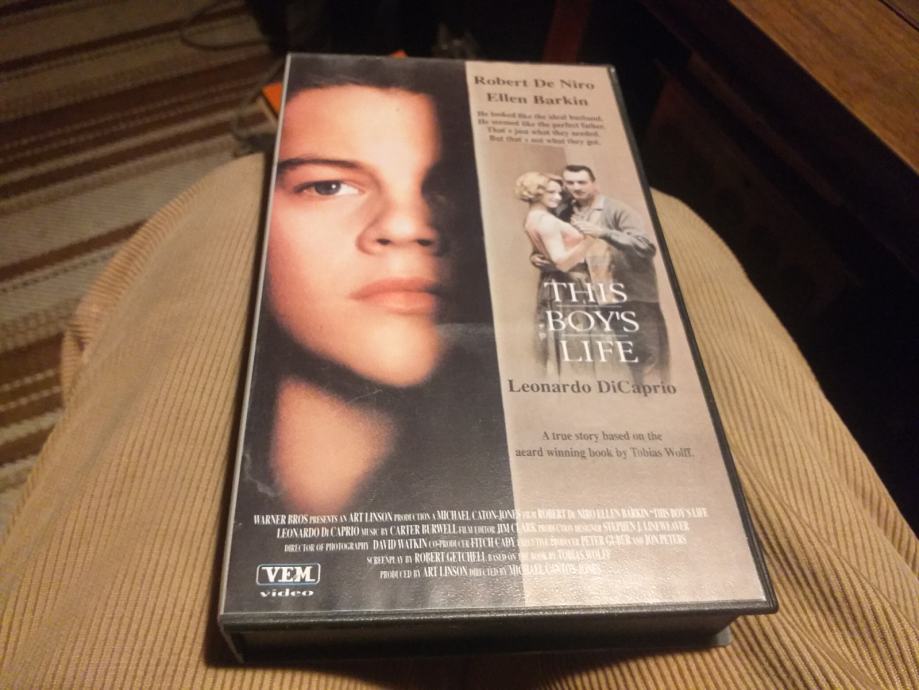 Robert De Niro
Ellen Barkin
He looked like the ideal husband.
He seemed like the perfect father.
That's just what they needed.
But that's not what they got.
THIS
BOY'S
LIFE
Leonardo DiCaprio
A true story based on the
aeard winning book by Tobias Wolff.
WARNER BROS PRESENTS AN ART LINSON PRODUCTION A MICHAEL CATON-JONES FILM ROBERT De NIRO ELLEN BARKIN "THIS BOY'S LIFE
LEONARDO Di CAPRIO MUSIC BY CARTER BURWELL FILM EDITOR JIM CLARK PRODUCTION DESIGNER STEPHEN J. LINEWEAVER
DIRECTOR OF PHOTOGRAPHY DAVID WATKIN CO-PRODUCER FITCH CADY EXECUTIVE PRODUCER PETER GUBER AND JON PETERS
SCREENPLAY BY ROBERT GETCHELL BASED ON THE BOOK BY TOBIAS WOLFF
PRODUCED BY ART LINSON DIRECTED BY MICHAEL CANTON-JONES
VEM
video